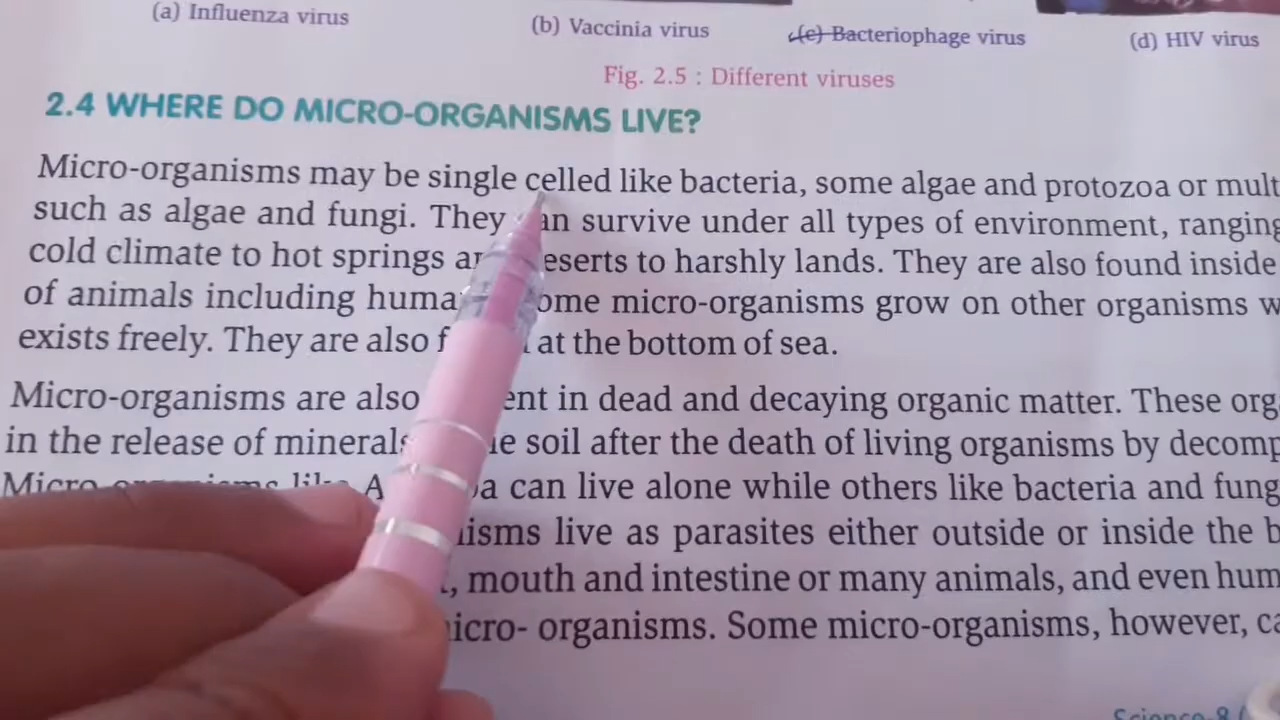 (a) Influenza virus (b) Vaccinia virus (c) Bacteriophage virus (d) HIV virus
Fig. 2.5 : Different viruses
2.4 WHERE DO MICRO-ORGANISMS LIVE?
Micro-organisms may be single celled like bacteria, some algae and protozoa or mult
such as algae and fungi. They an survive under all types of environment, ranging
cold climate to hot springs eserts to harshly lands. They are also found inside
of animals including huma ome micro-organisms grow on other organisms w
exists freely. They are also at the bottom of sea.
Micro-organisms are also ent in dead and decaying organic matter. These org
in the release of minerals soil after the death of living organisms by decomp
Micro-organisms like A a can live alone while others like bacteria and fung
isms live as parasites either outside or inside the b
, mouth and intestine or many animals, and even hum
icro- organisms. Some micro-organisms, however, ca
Science-8